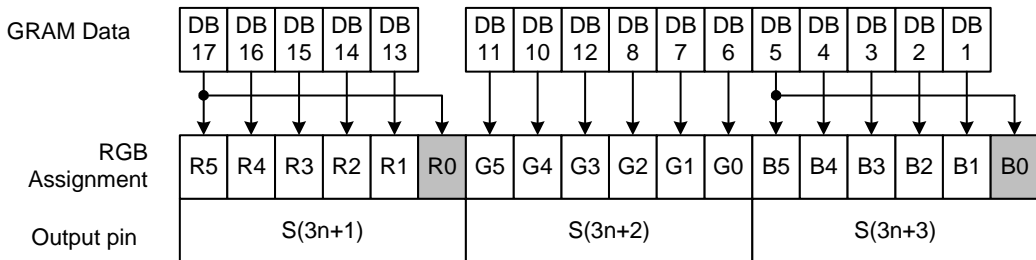 GRAM Data DB 17 DB 16 DB 15 DB 14 DB 13 DB 11 DB 10 DB 12 DB 8 DB 7 DB 6 DB 5 DB 4 DB 3 DB 2 DB 1
RGB Assignment R5 R4 R3 R2 R1 R0 G5 G4 G3 G2 G1 G0 B5 B4 B3 B2 B1 B0
Output pin S(3n+1) S(3n+2) S(3n+3)